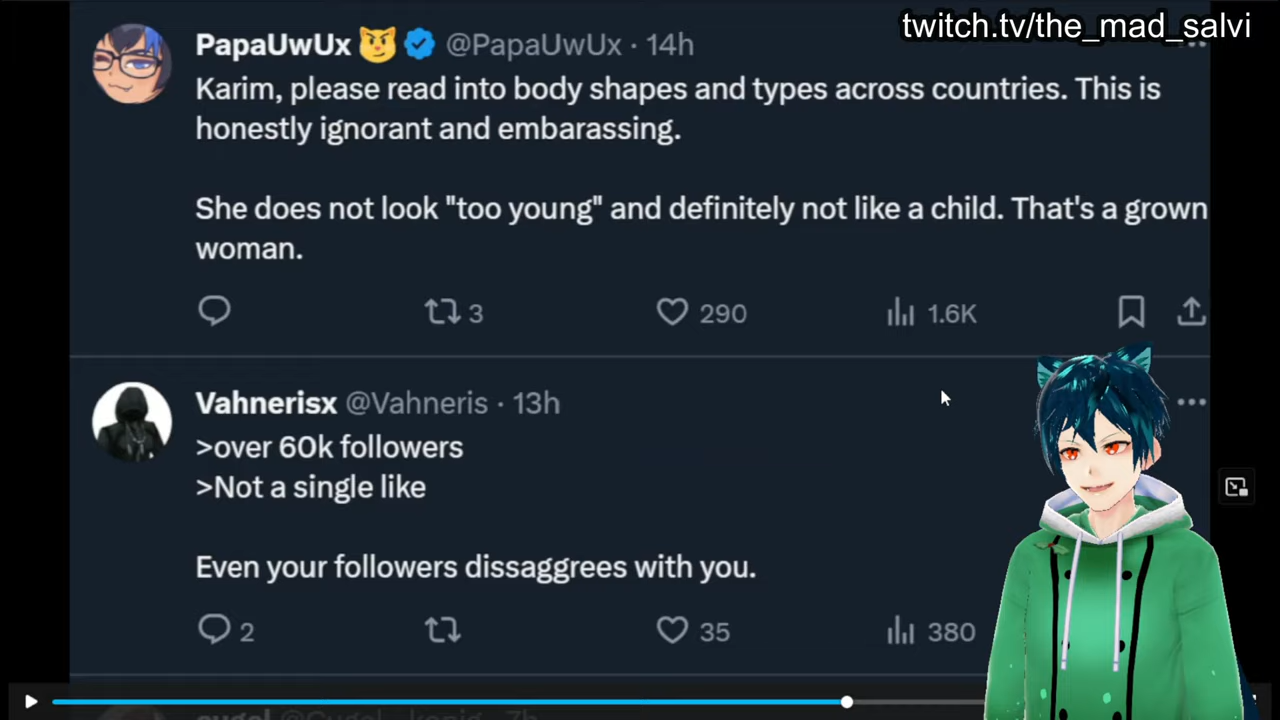 twitch.tv/the_mad_salvi
PapaUwUx @PapaUwUx · 14h
Karim, please read into body shapes and types across countries. This is
honestly ignorant and embarassing.
She does not look "too young" and definitely not like a child. That's a grown
woman.
3 290 1.6K
Vahnerisx @Vahneris · 13h
>over 60k followers
>Not a single like
Even your followers dissaggrees with you.
2 35 380